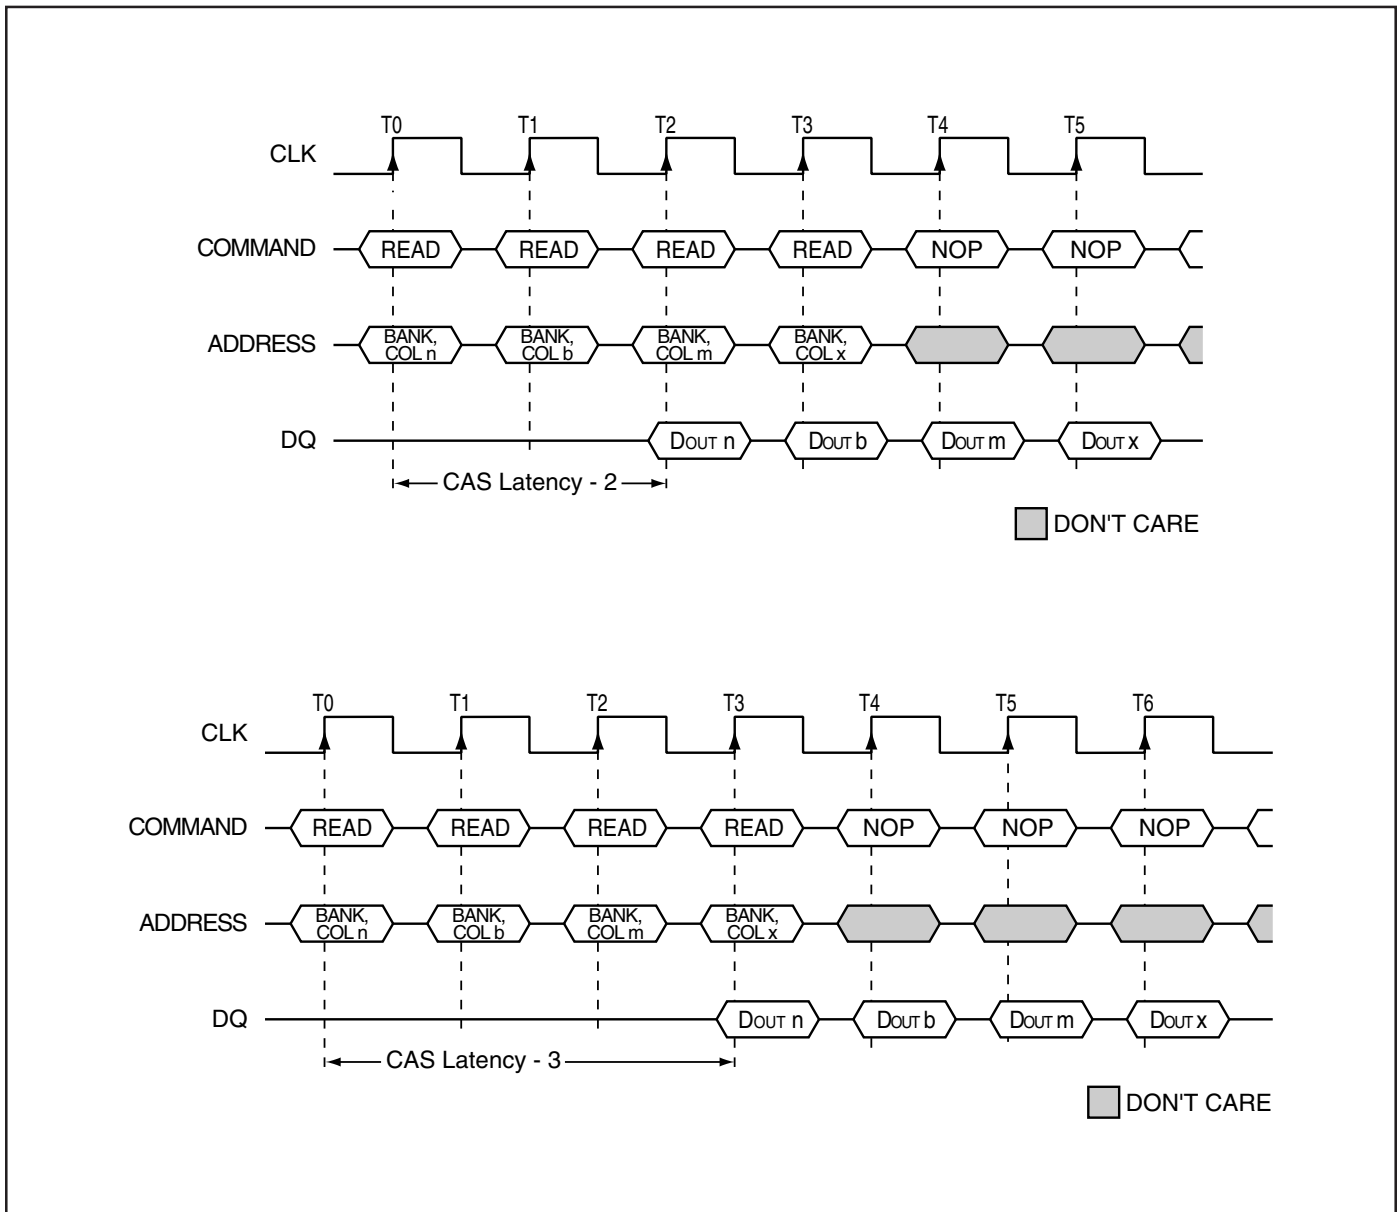 T0 T1 T2 T3 T4 T5
CLK
COMMAND READ READ READ READ NOP NOP
ADDRESS BANK, COL n BANK, COL b BANK, COL m BANK, COL x
DQ DOUT n DOUT b DOUT m DOUT x
CAS Latency - 2
DON'T CARE
T0 T1 T2 T3 T4 T5 T6
CLK
COMMAND READ READ READ READ NOP NOP NOP
ADDRESS BANK, COL n BANK, COL b BANK, COL m BANK, COL x
DQ DOUT n DOUT b DOUT m DOUT x
CAS Latency - 3
DON'T CARE